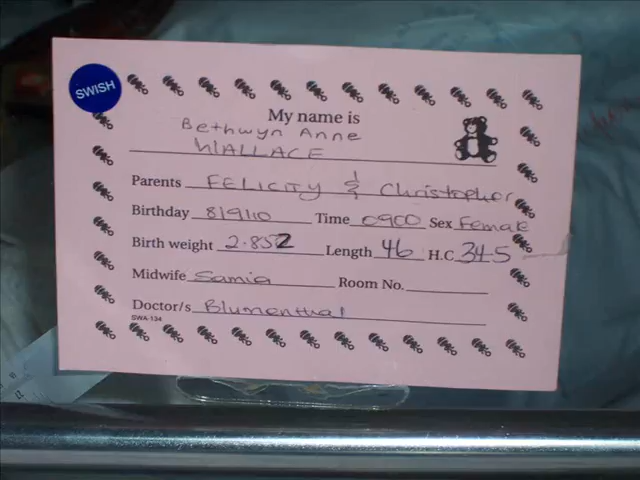 SWISH
My name is
Bethwyn Anne
WALLACE
Parents FELICITY & Christopher
Birthday 8/9/10 Time 0900 Sex Female
Birth weight 2.852 Length 46 H.C 34.5
Midwife Samia Room No.
Doctor/s Blumenthal
SWA-134